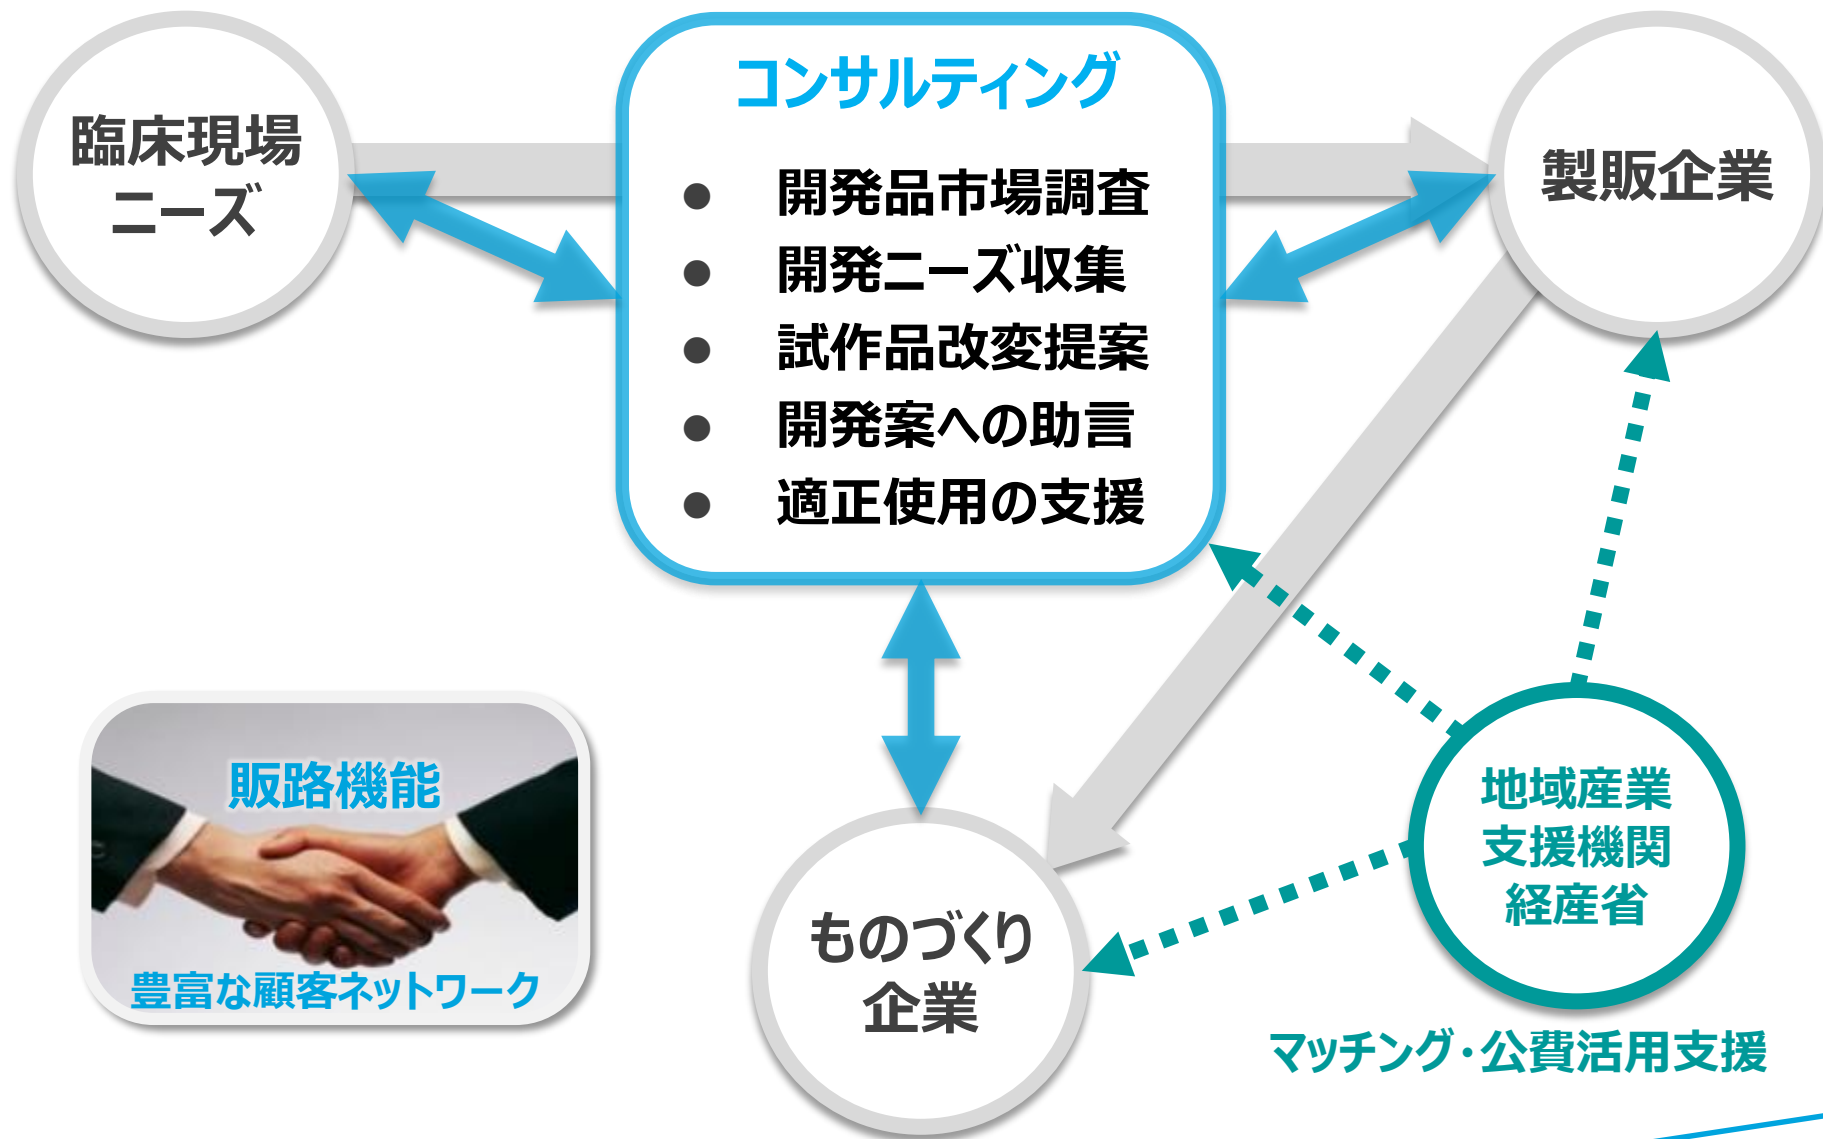 臨床現場
ニーズ
コンサルティング
● 開発品市場調査
● 開発ニーズ収集
● 試作品改変提案
● 開発案への助言
● 適正使用の支援
製販企業
販路機能
豊富な顧客ネットワーク
ものづくり
企業
地域産業
支援機関
経産省
マッチング・公費活用支援